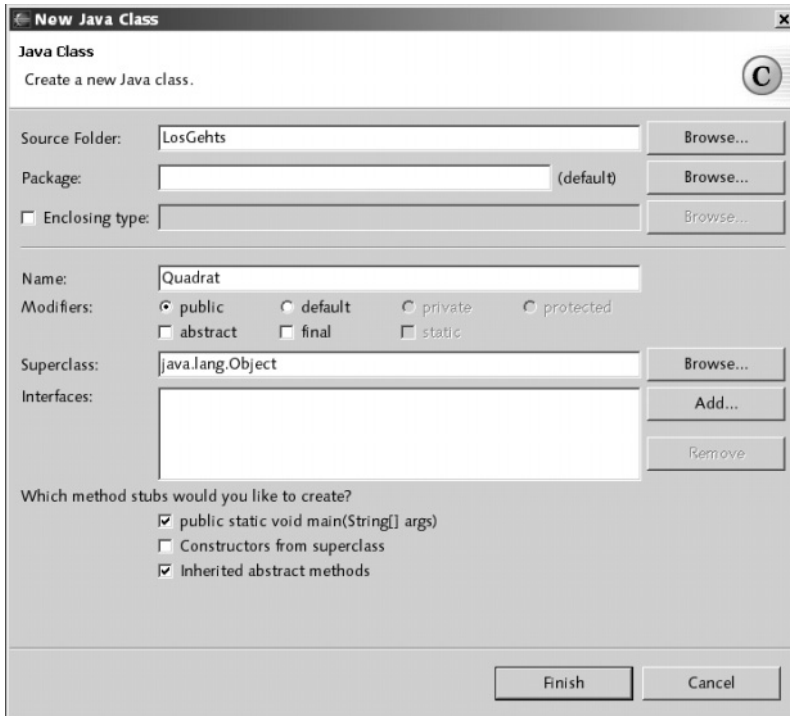 New Java Class
Java Class
Create a new Java class.
C
Source Folder: LosGehts Browse...
Package: (default) Browse...
Enclosing type: Browse...
Name: Quadrat
Modifiers: public default private protected
abstract final static
Superclass: java.lang.Object Browse...
Interfaces: Add...
Remove
Which method stubs would you like to create?
public static void main(String[] args)
Constructors from superclass
Inherited abstract methods
Finish Cancel